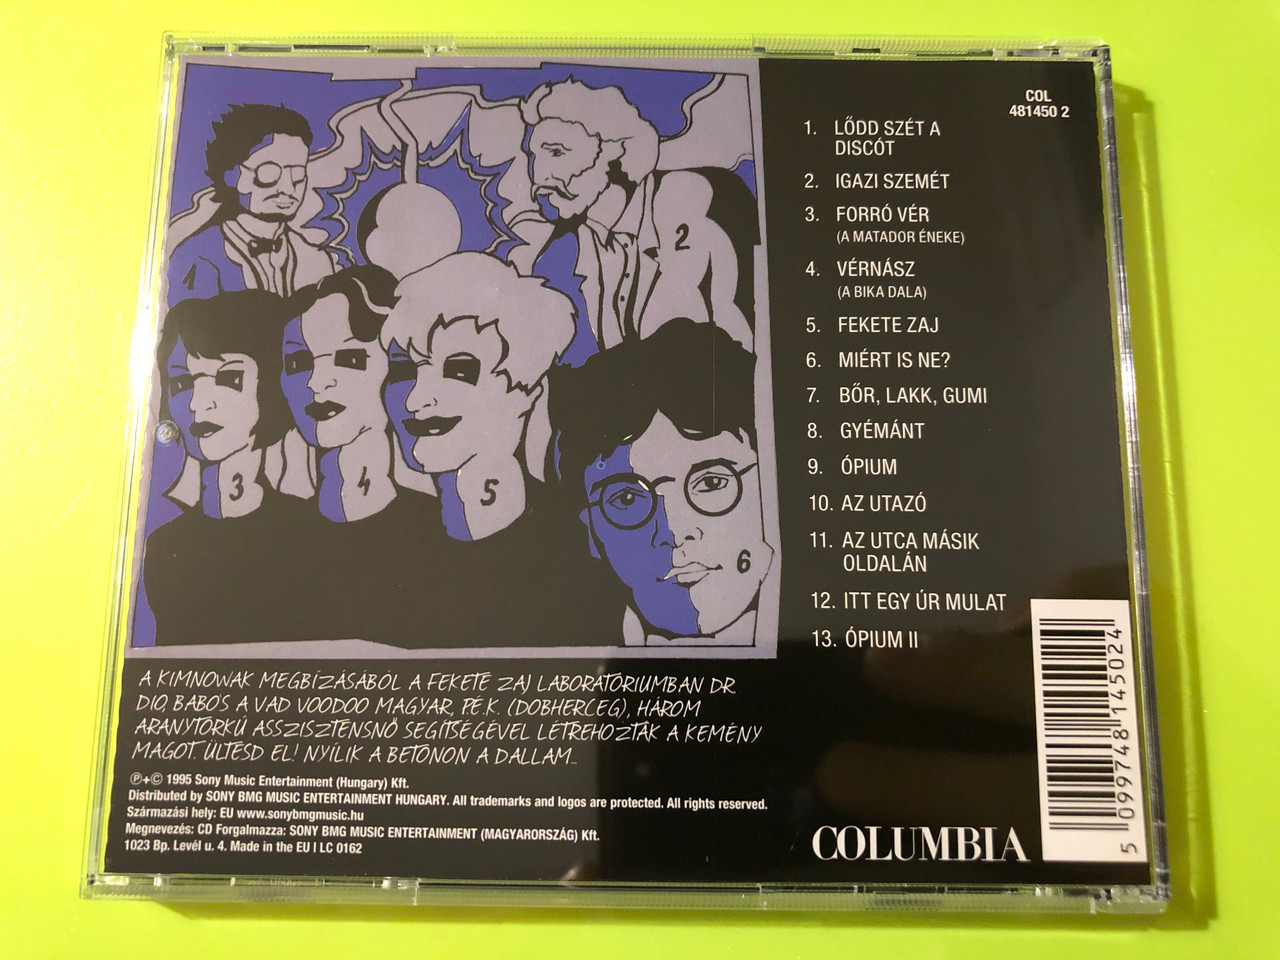 COL
481450 2
1. LŐDD SZÉT A
DISCÓT
2. IGAZI SZEMÉT
3. FORRÓ VÉR
(A MATADOR ÉNEKE)
4. VÉRNÁSZ
(A BIKA DALA)
5. FEKETE ZAJ
6. MIÉRT IS NE?
7. BŐR, LAKK, GUMI
8. GYÉMÁNT
9. ÓPIUM
10. AZ UTAZÓ
11. AZ UTCA MÁSIK
OLDALÁN
12. ITT EGY ÚR MULAT
13. ÓPIUM II
1
2
3
4
5
6
A KIMNOWAK MEGBÍZÁSÁBÓL A FEKETE ZAJ LABORATÓRIUMBAN DR.
DIO, BABÓS A VAD VOODOO MAGYAR, PÉ.K. (DOBHERCEG), HÁROM
ARANYTORKÚ ASSZISZTENSNŐ SEGÍTSÉGÉVEL LÉTREHOZTÁK A KEMÉNY
MAGOT. ÜLTESD EL! NYÍLIK A BETONON A DALLAM...
℗+© 1995 Sony Music Entertainment (Hungary) Kft.
Distributed by SONY BMG MUSIC ENTERTAINMENT HUNGARY. All trademarks and logos are protected. All rights reserved.
Származási hely: EU www.sonybmgmusic.hu
Megnevezés: CD Forgalmazza: SONY BMG MUSIC ENTERTAINMENT (MAGYARORSZÁG) Kft.
1023 Bp. Levél u. 4. Made in the EU I LC 0162
COLUMBIA
5 099748 145024